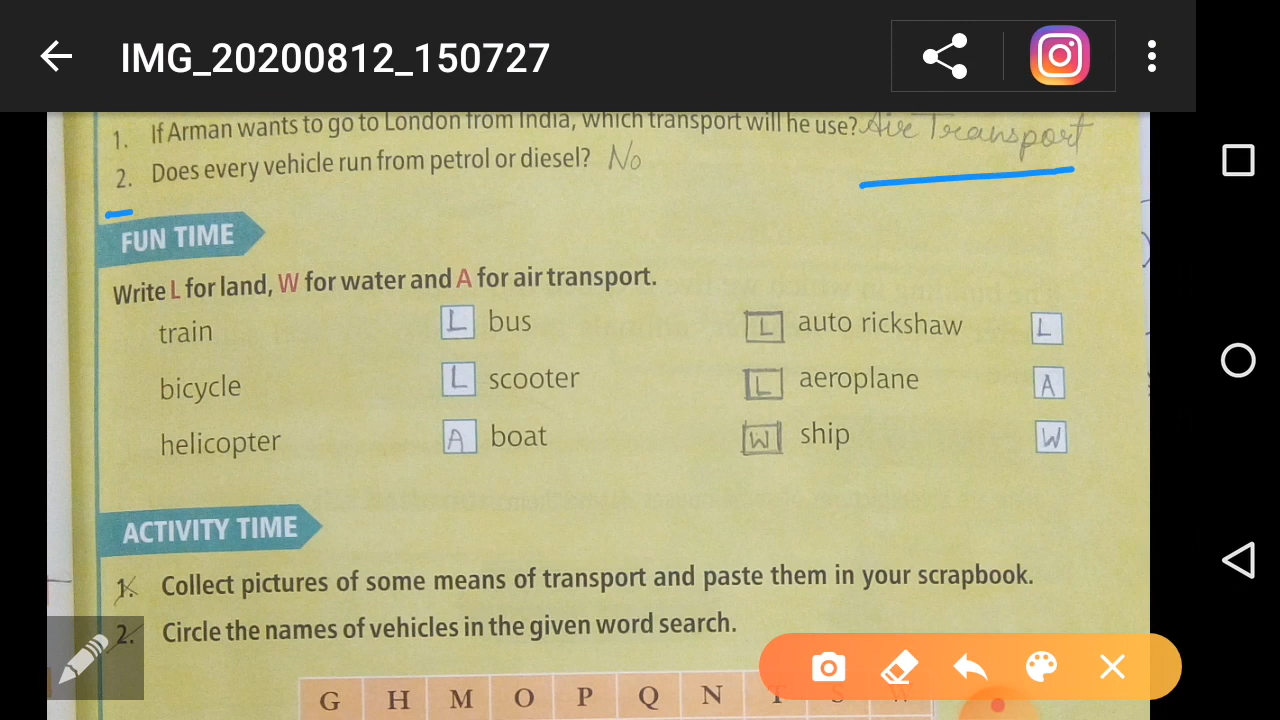 IMG_20200812_150727
1. If Arman wants to go to London from India, which transport will he use? Air Transport
2. Does every vehicle run from petrol or diesel? No
FUN TIME
Write L for land, W for water and A for air transport.
train L bus L auto rickshaw L
bicycle L scooter L aeroplane A
helicopter A boat W ship W
ACTIVITY TIME
1. Collect pictures of some means of transport and paste them in your scrapbook.
2. Circle the names of vehicles in the given word search.
G H M O P Q N T S W